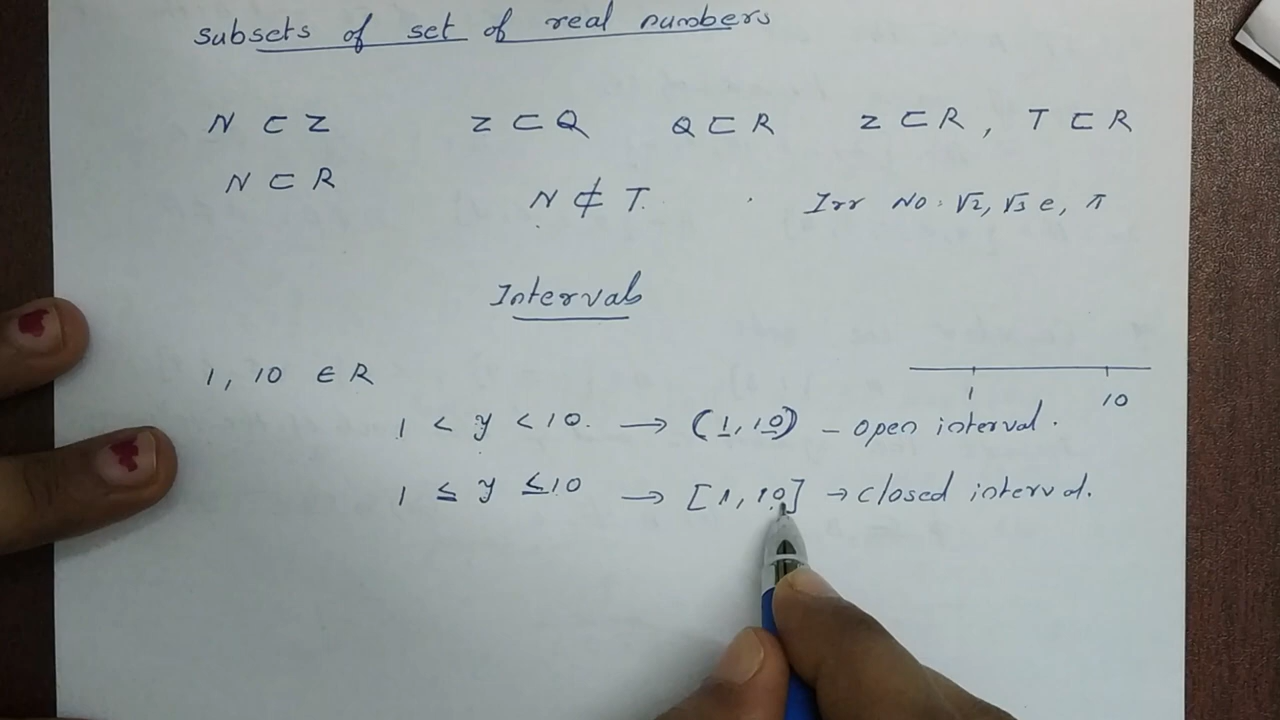 subsets of set of real numbers
N ⊂ Z Z ⊂ Q Q ⊂ R Z ⊂ R , T ⊂ R
N ⊂ R N ⊄ T. Irr No: √2, √3 e, π
Intervals
1, 10 ∈ R
1 10
1 < y < 10. → (1, 10) - open interval.
1 ≤ y ≤ 10 → [1, 10] → closed interval.